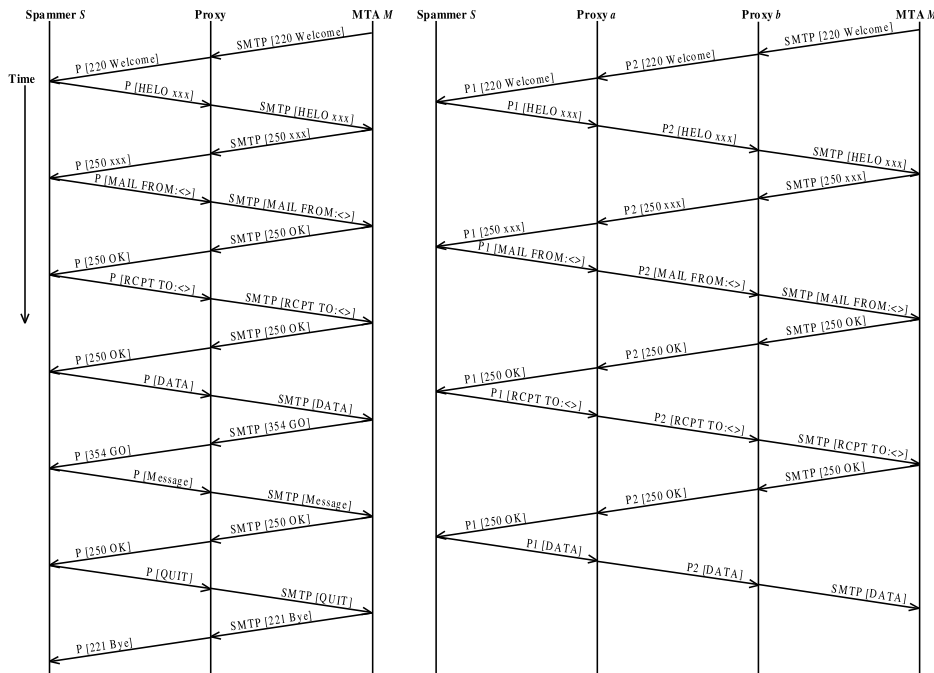 Spammer S Proxy MTA M
Time
SMTP [220 Welcome]
P [220 Welcome]
P [HELO xxx]
SMTP [HELO xxx]
SMTP [250 xxx]
P [250 xxx]
P [MAIL FROM:<>]
SMTP [MAIL FROM:<>]
SMTP [250 OK]
P [250 OK]
P [RCPT TO:<>]
SMTP [RCPT TO:<>]
SMTP [250 OK]
P [250 OK]
P [DATA]
SMTP [DATA]
SMTP [354 GO]
P [354 GO]
P [Message]
SMTP [Message]
SMTP [250 OK]
P [250 OK]
P [QUIT]
SMTP [QUIT]
SMTP [221 Bye]
P [221 Bye]
Spammer S Proxy a Proxy b MTA M
SMTP [220 Welcome]
P2 [220 Welcome]
P1 [220 Welcome]
P1 [HELO xxx]
P2 [HELO xxx]
SMTP [HELO xxx]
SMTP [250 xxx]
P2 [250 xxx]
P1 [250 xxx]
P1 [MAIL FROM:<>]
P2 [MAIL FROM:<>]
SMTP [MAIL FROM:<>]
SMTP [250 OK]
P2 [250 OK]
P1 [250 OK]
P1 [RCPT TO:<>]
P2 [RCPT TO:<>]
SMTP [RCPT TO:<>]
SMTP [250 OK]
P2 [250 OK]
P1 [250 OK]
P1 [DATA]
P2 [DATA]
SMTP [DATA]